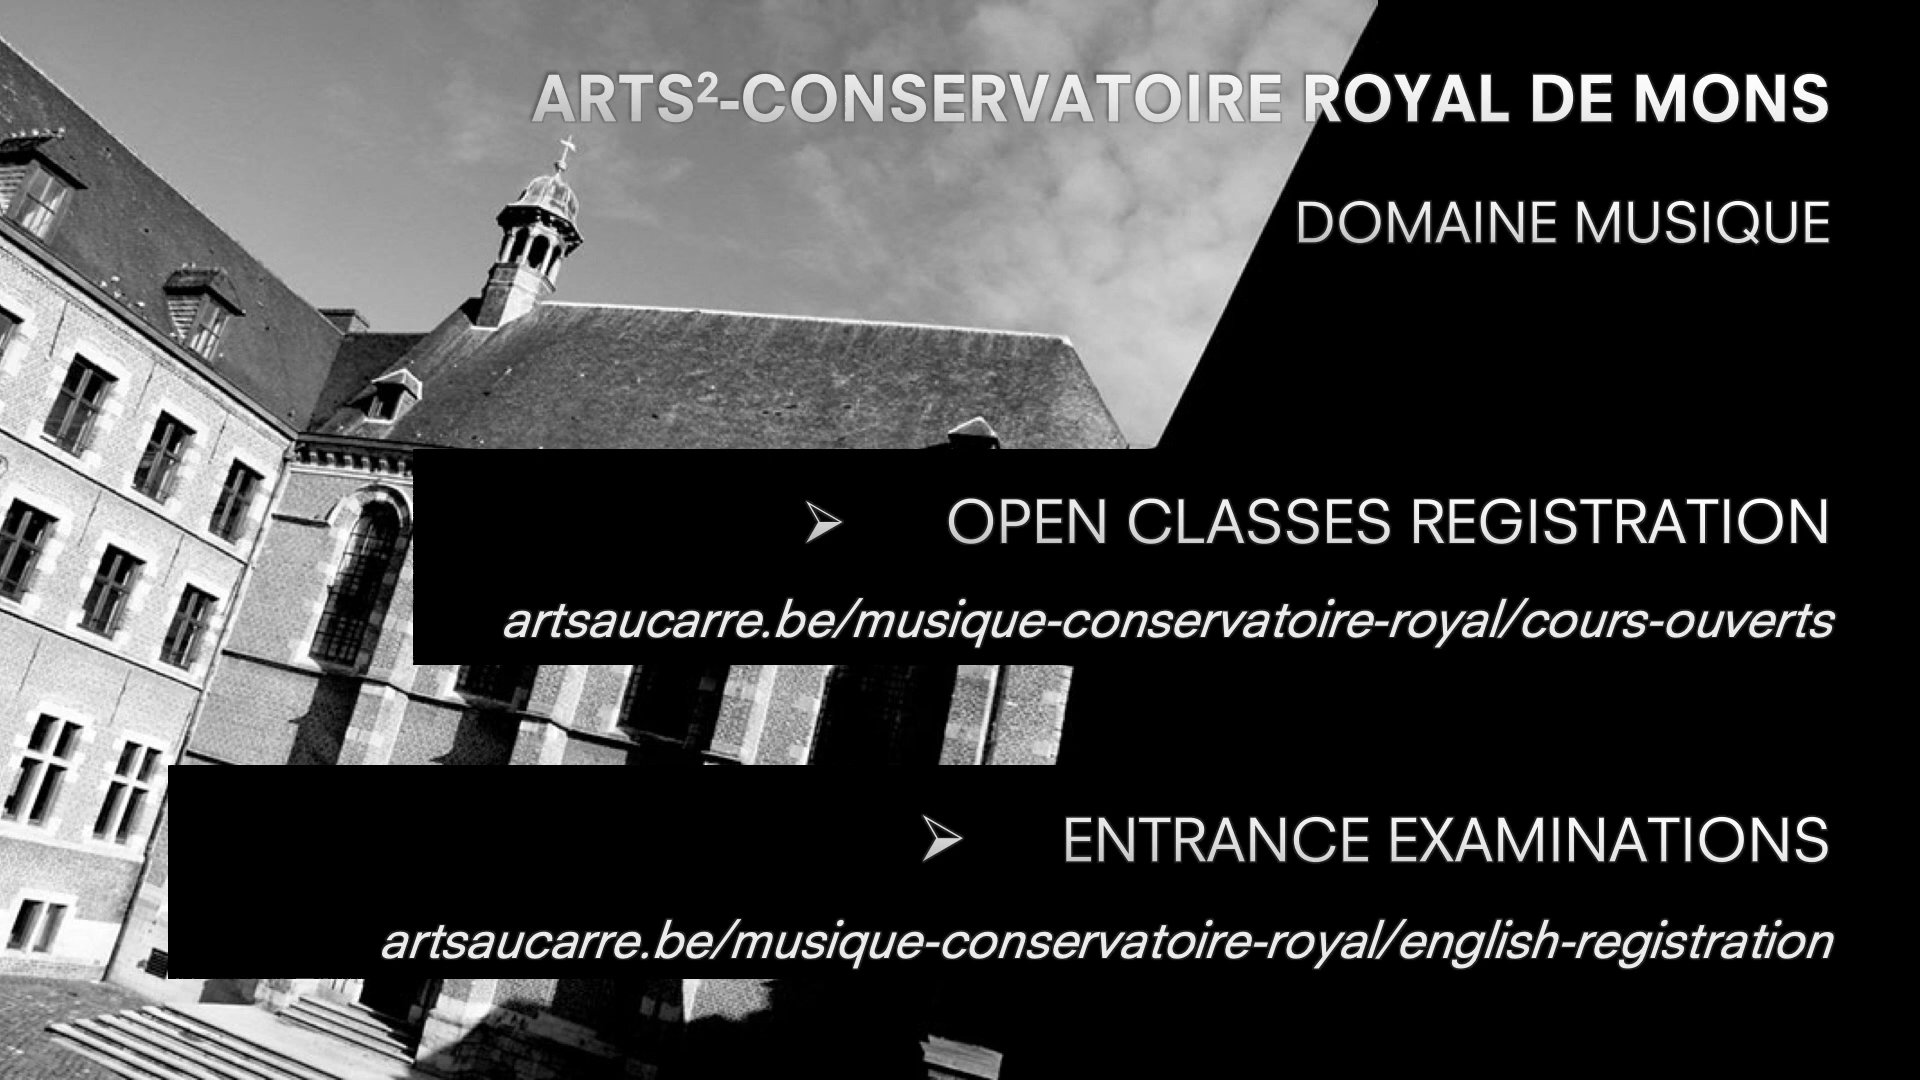 ARTS²-CONSERVATOIRE ROYAL DE MONS
DOMAINE MUSIQUE
➢ OPEN CLASSES REGISTRATION
artsaucarre.be/musique-conservatoire-royal/cours-ouverts
➢ ENTRANCE EXAMINATIONS
artsaucarre.be/musique-conservatoire-royal/english-registration